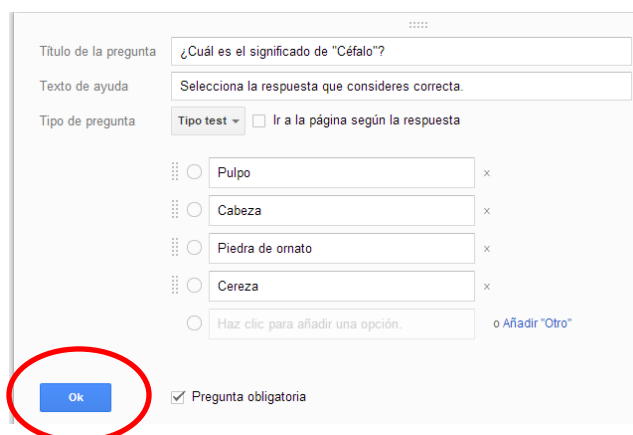 Título de la pregunta ¿Cuál es el significado de "Céfalo"?
Texto de ayuda Selecciona la respuesta que consideres correcta.
Tipo de pregunta Tipo test Ir a la página según la respuesta
Pulpo x
Cabeza x
Piedra de ornato x
Cereza x
Haz clic para añadir una opción. o Añadir "Otro"
Ok Pregunta obligatoria